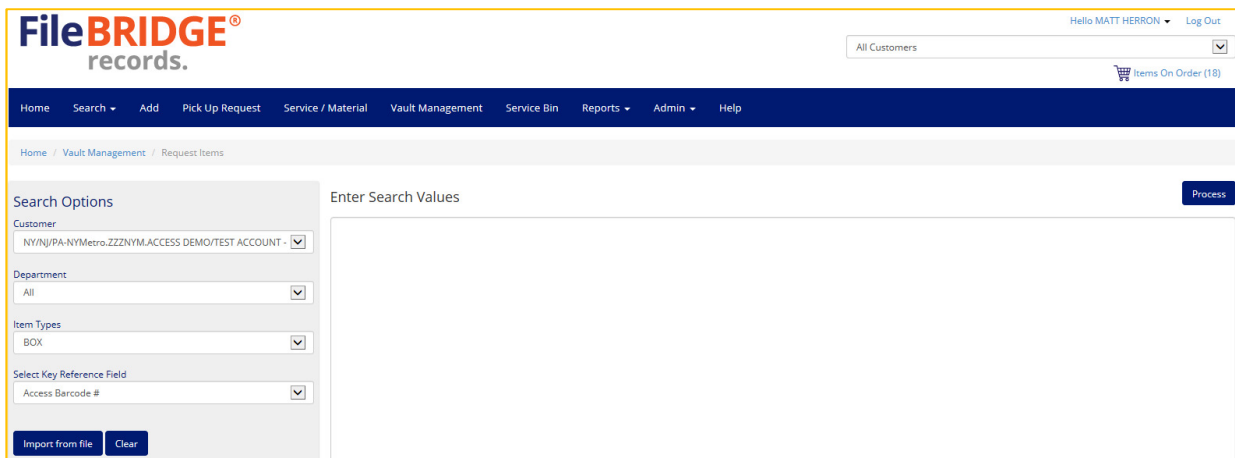 FileBRIDGE®
records.
Hello MATT HERRON Log Out
All Customers
Items On Order (18)
Home Search Add Pick Up Request Service / Material Vault Management Service Bin Reports Admin Help
Home / Vault Management / Request Items
Search Options
Enter Search Values
Process
Customer
NY/NJ/PA-NYMetro.ZZZNYM.ACCESS DEMO/TEST ACCOUNT -
Department
All
Item Types
BOX
Select Key Reference Field
Access Barcode #
Import from file Clear